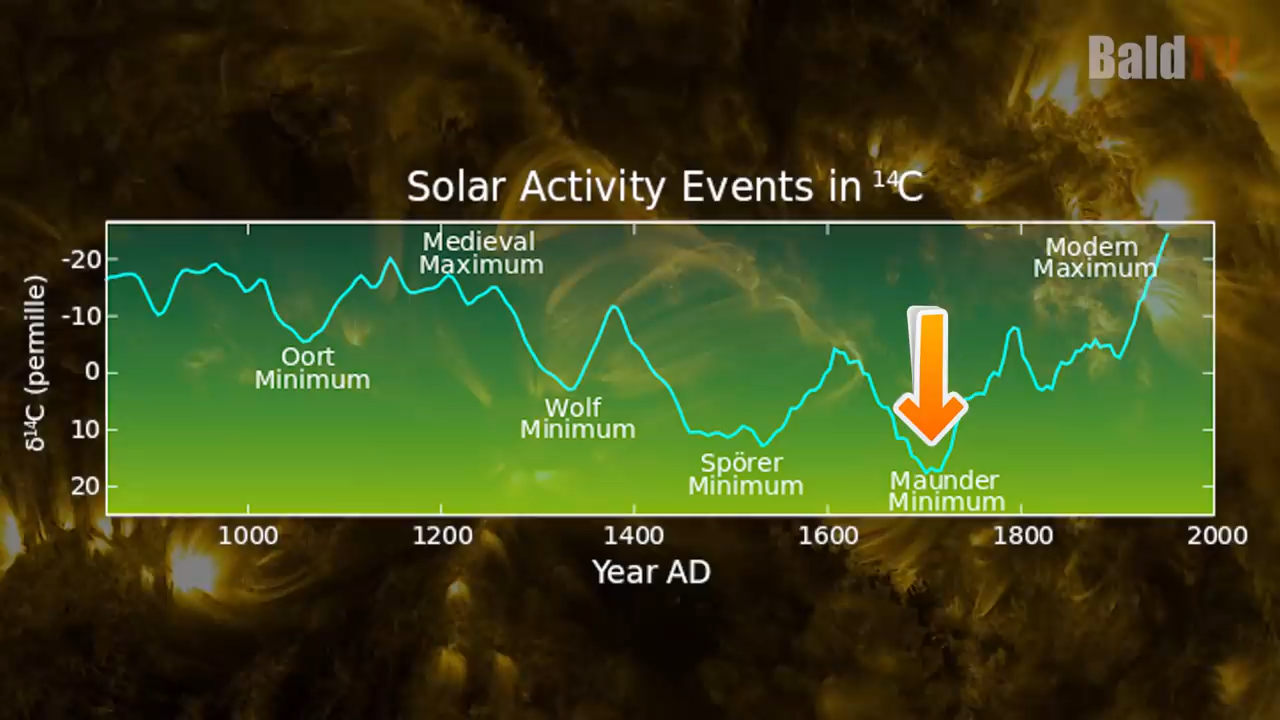 BaldTV
Solar Activity Events in ¹⁴C
Medieval
Maximum
Modern
Maximum
Oort
Minimum
Wolf
Minimum
Spörer
Minimum
Maunder
Minimum
δ¹⁴C (permille)
-20
-10
0
10
20
1000 1200 1400 1600 1800 2000
Year AD